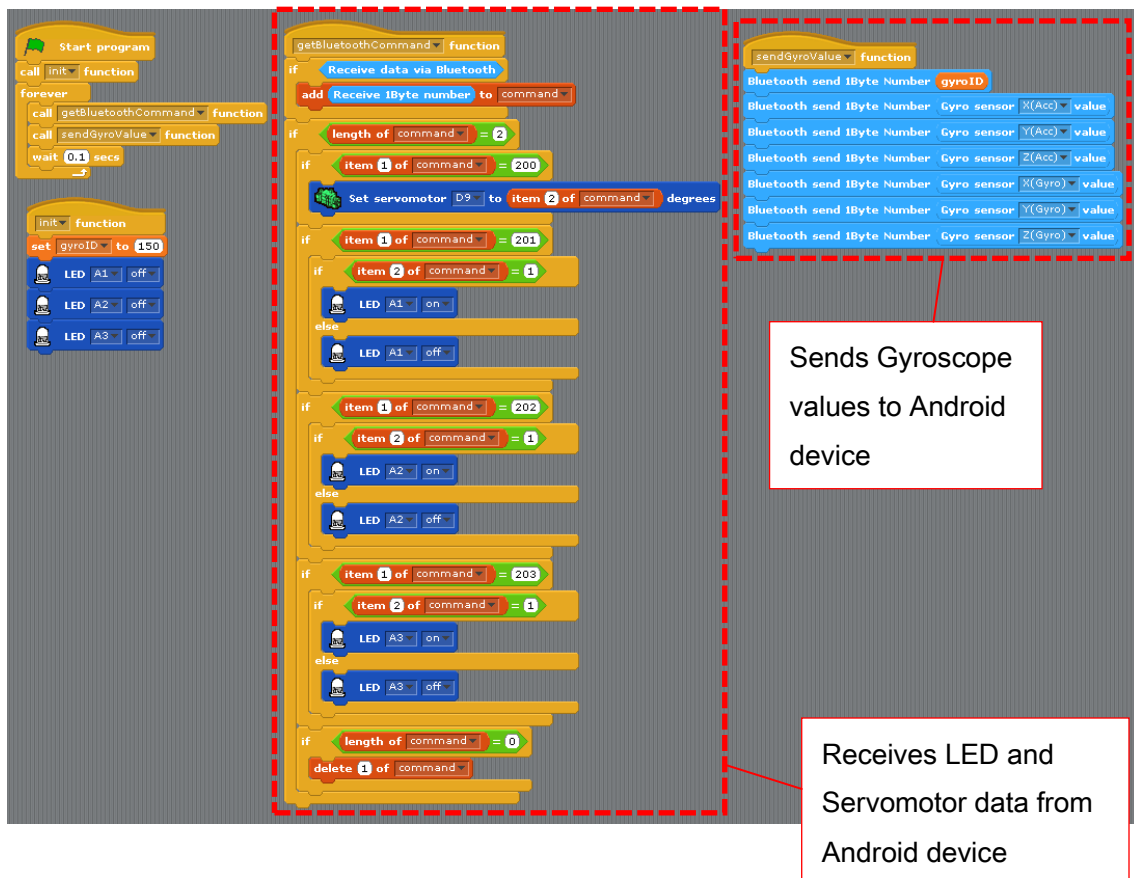 Start program
call init function
forever
call getBluetoothCommand function
call sendGyroValue function
wait 0.1 secs
init function
set gyroID to 150
LED A1 off
LED A2 off
LED A3 off
getBluetoothCommand function
if Receive data via Bluetooth
add Receive 1Byte number to command
if length of command = 2
if item 1 of command = 200
Set servomotor D9 to item 2 of command degrees
if item 1 of command = 201
if item 2 of command = 1
LED A1 on
else
LED A1 off
if item 1 of command = 202
if item 2 of command = 1
LED A2 on
else
LED A2 off
if item 1 of command = 203
if item 2 of command = 1
LED A3 on
else
LED A3 off
if length of command = 0
delete 1 of command
sendGyroValue function
Bluetooth send 1Byte Number gyroID
Bluetooth send 1Byte Number Gyro sensor X(Acc) value
Bluetooth send 1Byte Number Gyro sensor Y(Acc) value
Bluetooth send 1Byte Number Gyro sensor Z(Acc) value
Bluetooth send 1Byte Number Gyro sensor X(Gyro) value
Bluetooth send 1Byte Number Gyro sensor Y(Gyro) value
Bluetooth send 1Byte Number Gyro sensor Z(Gyro) value
Sends Gyroscope
values to Android
device
Receives LED and
Servomotor data from
Android device